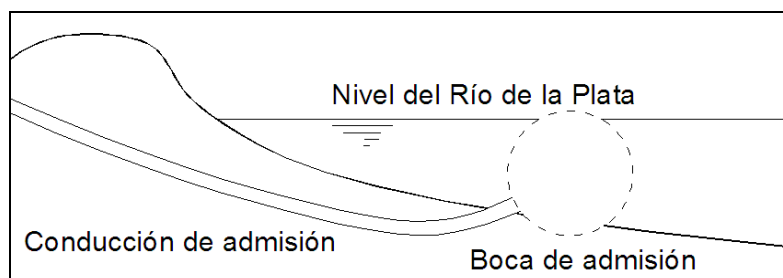 Nivel del Río de la Plata
Conducción de admisión
Boca de admisión